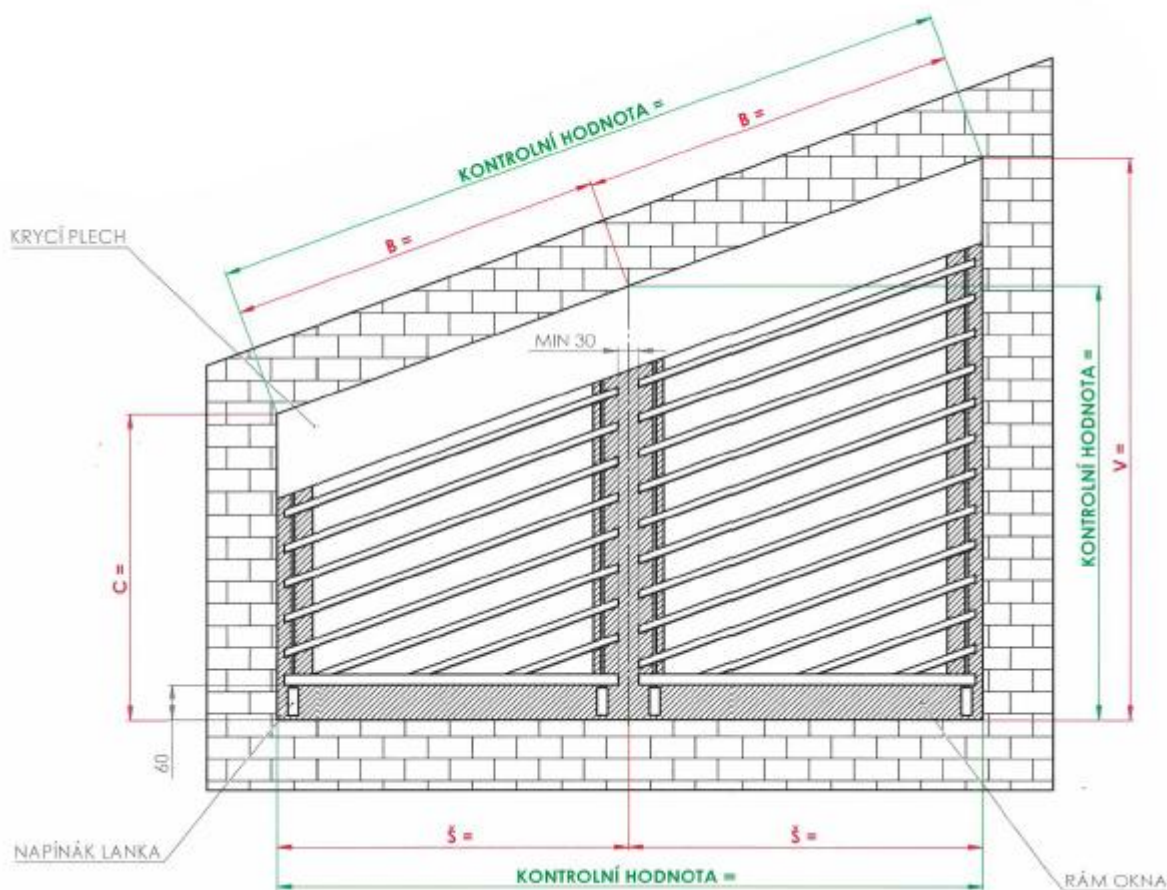 KONTROLNÍ HODNOTA =
B =
B =
KRYCÍ PLECH
MIN 30
KONTROLNÍ HODNOTA =
V =
C =
60
NAPÍNÁK LANKA
Š =
Š =
KONTROLNÍ HODNOTA =
RÁM OKNA